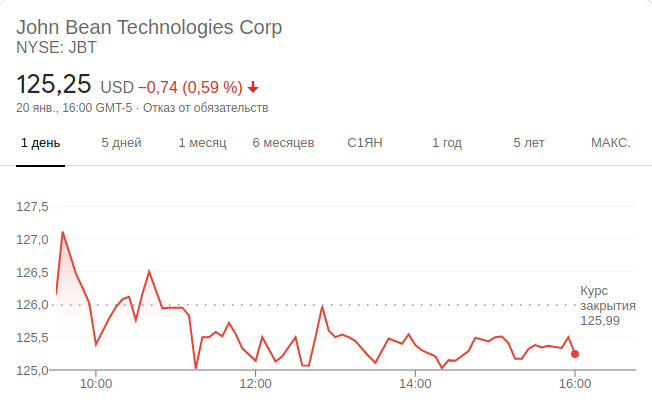 John Bean Technologies Corp
NYSE: JBT
125,25 USD −0,74 (0,59 %) ↓
20 янв., 16:00 GMT-5 · Отказ от обязательств
1 день 5 дней 1 месяц 6 месяцев С1ЯН 1 год 5 лет МАКС.
127,5
127,0
126,5
126,0
125,5
125,0
Курс
закрытия
125,99
10:00 12:00 14:00 16:00